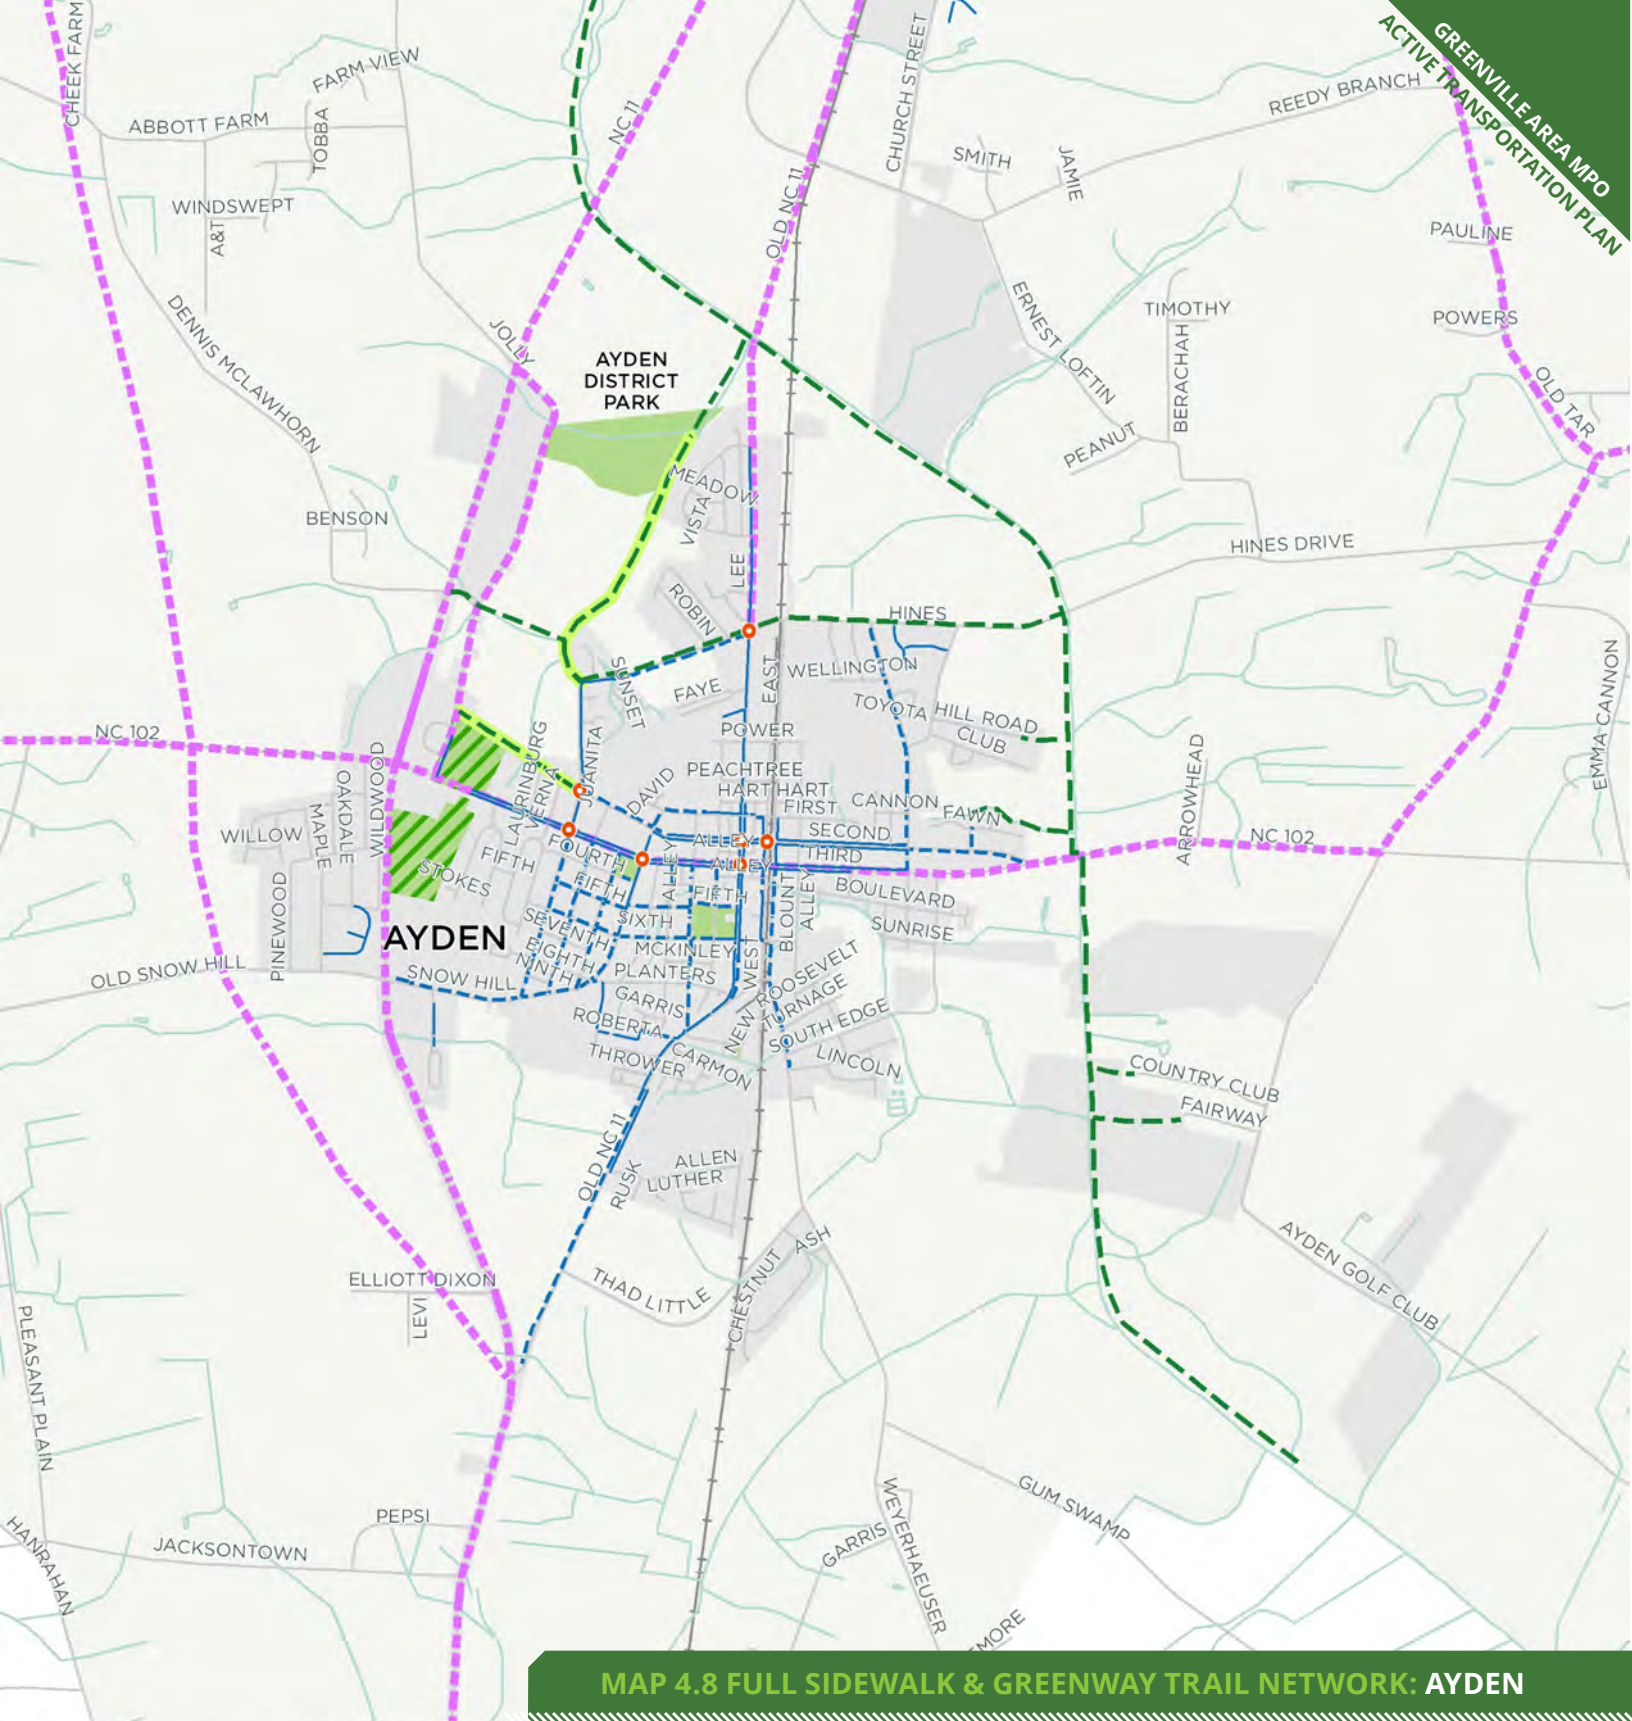 GREENVILLE AREA MPO
ACTIVE TRANSPORTATION PLAN
CHEEK FARM
FARM VIEW
ABBOTT FARM
TOBBA
WINDSWEPT
A&T
NC 11
OLD NC 11
CHURCH STREET
SMITH
JAMIE
REEDY BRANCH
PAULINE
POWERS
OLD TAR
TIMOTHY
BERACHAH
ERNEST LOFTIN
PEANUT
HINES DRIVE
DENNIS MCLAWHORN
JOLLY
AYDEN
DISTRICT
PARK
BENSON
MEADOW
VISTA
LEE
ROBIN
HINES
SUNSET
FAYE
EAST
WELLINGTON
TOYOTA
HILL ROAD
CLUB
POWER
NC 102
OAKDALE
WILDWOOD
MAPLE
WILLOW
PINEWOOD
LAURINBURG
VERNA
JUANITA
DAVID
PEACHTREE
HART
HART
FIRST
CANNON
FAWN
SECOND
ALLEY
THIRD
ALLEY
ALLEY
FOURTH
FIFTH
STOKES
FIFTH
FIFTH
BLOUNT
ALLEY
BOULEVARD
SUNRISE
SIXTH
SEVENTH
EIGHTH
NINTH
MCKINLEY
PLANTERS
WEST
AYDEN
OLD SNOW HILL
SNOW HILL
GARRIS
ROBERTA
THROWER
CARMON
NEW
ROOSEVELT
TURNAGE
SOUTH EDGE
LINCOLN
ARROWHEAD
NC 102
EMMA CANNON
COUNTRY CLUB
FAIRWAY
AYDEN GOLF CLUB
OLD NC 11
RUSK
ALLEN
LUTHER
ASH
CHESTNUT
THAD LITTLE
ELLIOTT DIXON
LEVI
PLEASANT PLAIN
HANRAHAN
JACKSONTOWN
PEPSI
WEYERHAEUSER
GARRIS
GUM SWAMP
MORE
MAP 4.8 FULL SIDEWALK & GREENWAY TRAIL NETWORK: AYDEN